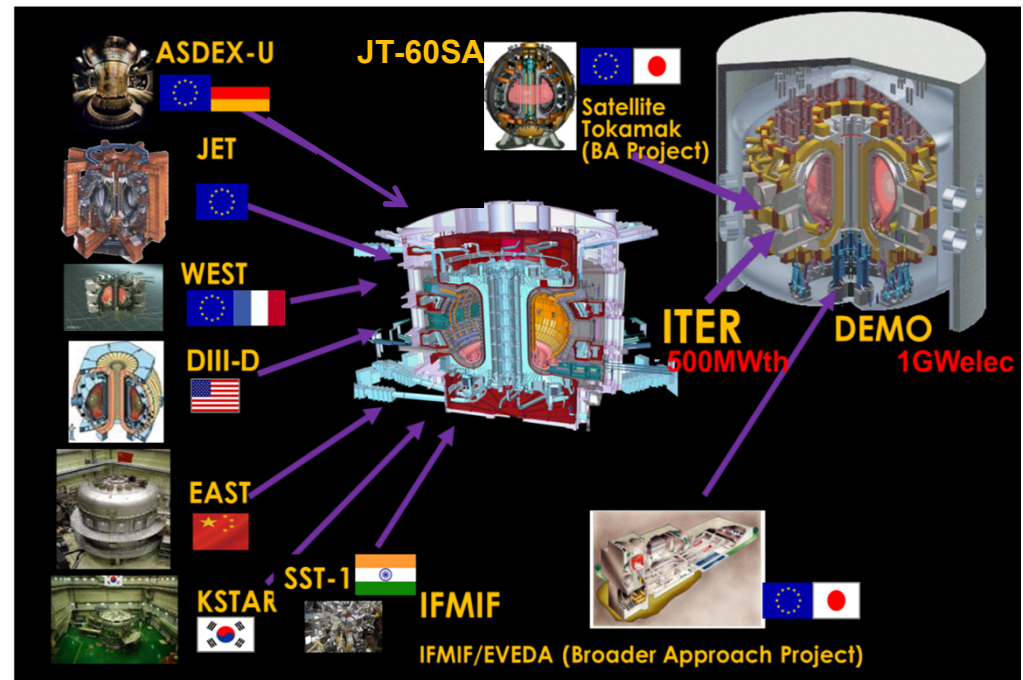 ASDEX-U
JT-60SA
Satellite
Tokamak
(BA Project)
JET
WEST
DIII-D
ITER
500MWth
DEMO
1GWelec
EAST
SST-1
KSTAR
IFMIF
IFMIF/EVEDA (Broader Approach Project)